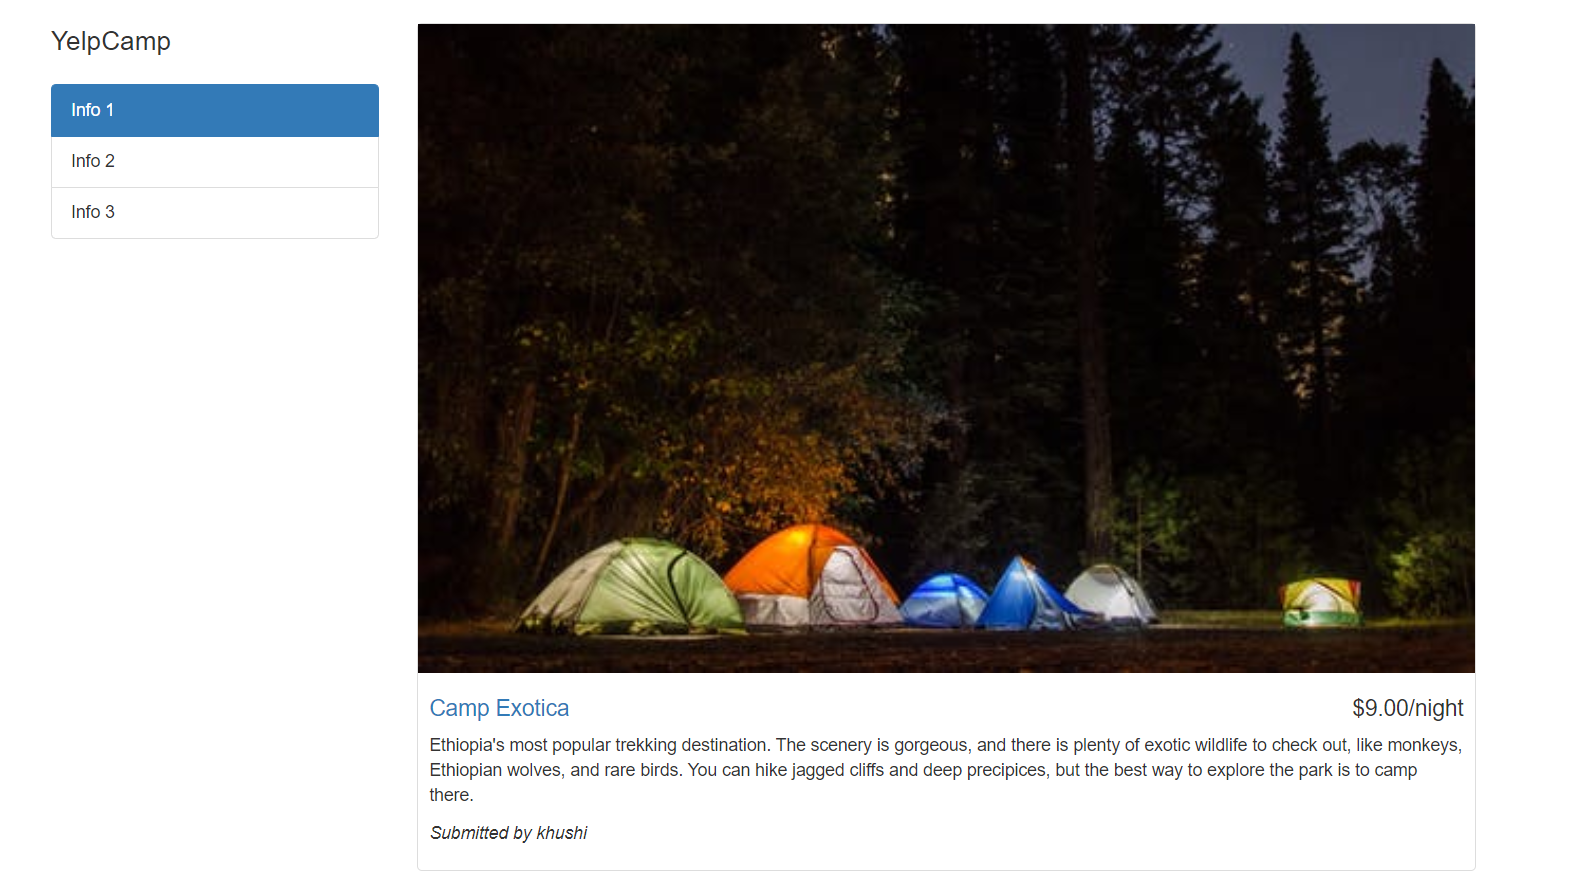 YelpCamp
Info 1
Info 2
Info 3
Camp Exotica
$9.00/night
Ethiopia's most popular trekking destination. The scenery is gorgeous, and there is plenty of exotic wildlife to check out, like monkeys,
Ethiopian wolves, and rare birds. You can hike jagged cliffs and deep precipices, but the best way to explore the park is to camp
there.
Submitted by khushi